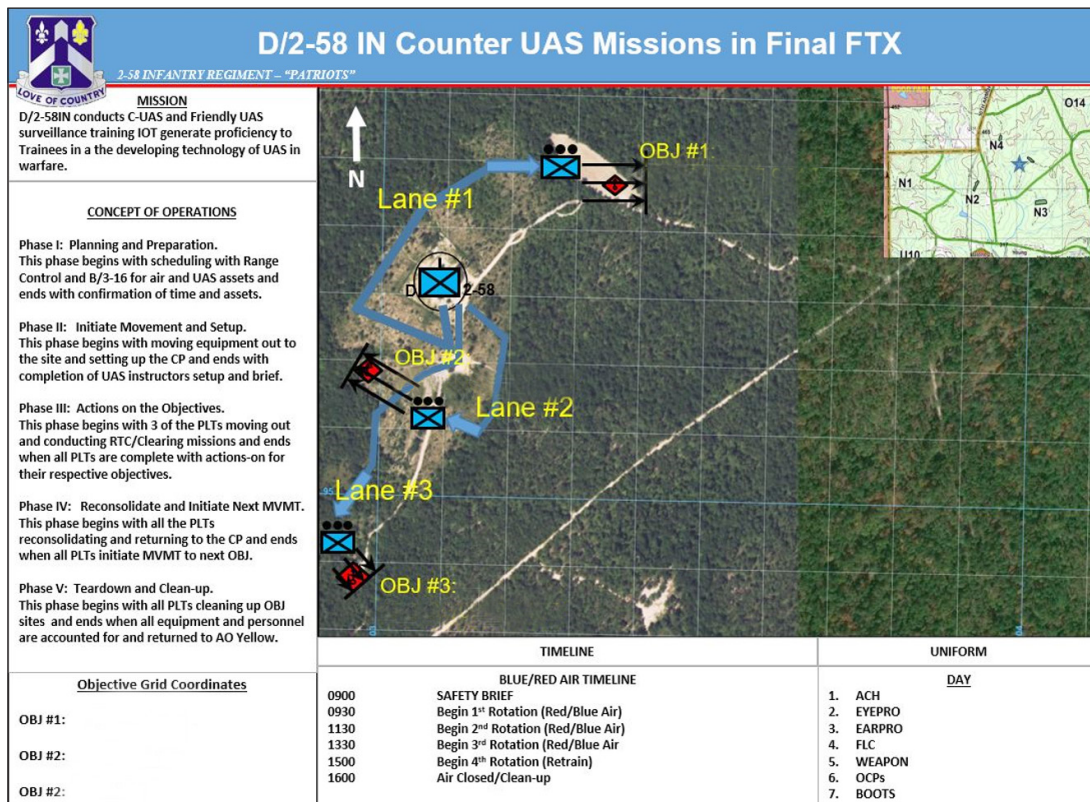 D/2-58 IN Counter UAS Missions in Final FTX
2-58 INFANTRY REGIMENT – "PATRIOTS"
LOVE OF COUNTRY
MISSION
D/2-58IN conducts C-UAS and Friendly UAS
surveillance training IOT generate proficiency to
Trainees in a the developing technology of UAS in
warfare.
CONCEPT OF OPERATIONS
Phase I: Planning and Preparation.
This phase begins with scheduling with Range
Control and B/3-16 for air and UAS assets and
ends with confirmation of time and assets.
Phase II: Initiate Movement and Setup.
This phase begins with moving equipment out to
the site and setting up the CP and ends with
completion of UAS instructors setup and brief.
Phase III: Actions on the Objectives.
This phase begins with 3 of the PLTs moving out
and conducting RTC/Clearing missions and ends
when all PLTs are complete with actions-on for
their respective objectives.
Phase IV: Reconsolidate and Initiate Next MVMT.
This phase begins with all the PLTs
reconsolidating and returning to the CP and ends
when all PLTs initiate MVMT to next OBJ.
Phase V: Teardown and Clean-up.
This phase begins with all PLTs cleaning up OBJ
sites and ends when all equipment and personnel
are accounted for and returned to AO Yellow.
Objective Grid Coordinates
OBJ #1:
OBJ #2:
OBJ #2:
N
OBJ #1:
Lane #1
D 2-58
OBJ #2
Lane #2
Lane #3
95
OBJ #3:
03
04
O14
N4
N1
N2
N3
U10
TIMELINE
BLUE/RED AIR TIMELINE
0900 SAFETY BRIEF
0930 Begin 1st Rotation (Red/Blue Air)
1130 Begin 2nd Rotation (Red/Blue Air)
1330 Begin 3rd Rotation (Red/Blue Air
1500 Begin 4th Rotation (Retrain)
1600 Air Closed/Clean-up
UNIFORM
DAY
1. ACH
2. EYEPRO
3. EARPRO
4. FLC
5. WEAPON
6. OCPs
7. BOOTS